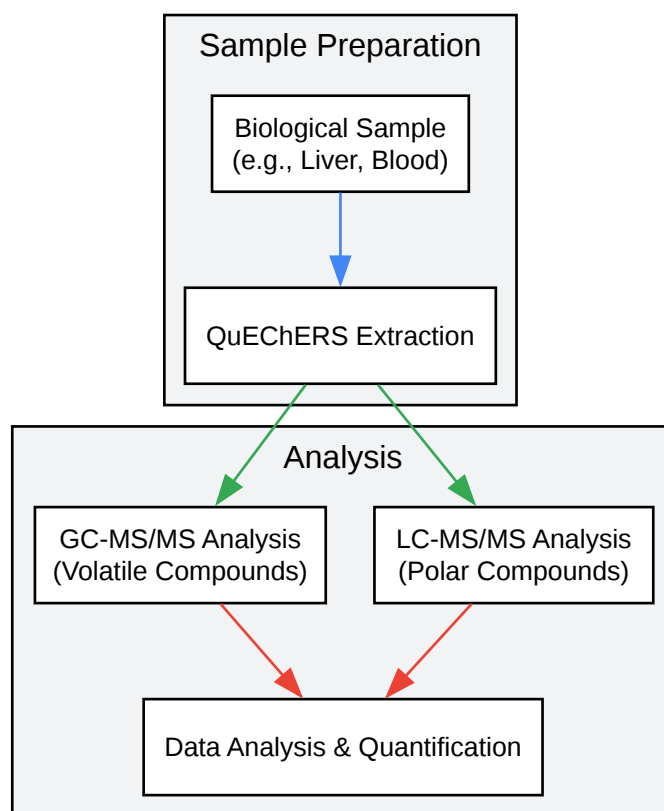 Sample Preparation
Biological Sample
(e.g., Liver, Blood)
QuEChERS Extraction
Analysis
GC-MS/MS Analysis
(Volatile Compounds)
LC-MS/MS Analysis
(Polar Compounds)
Data Analysis & Quantification